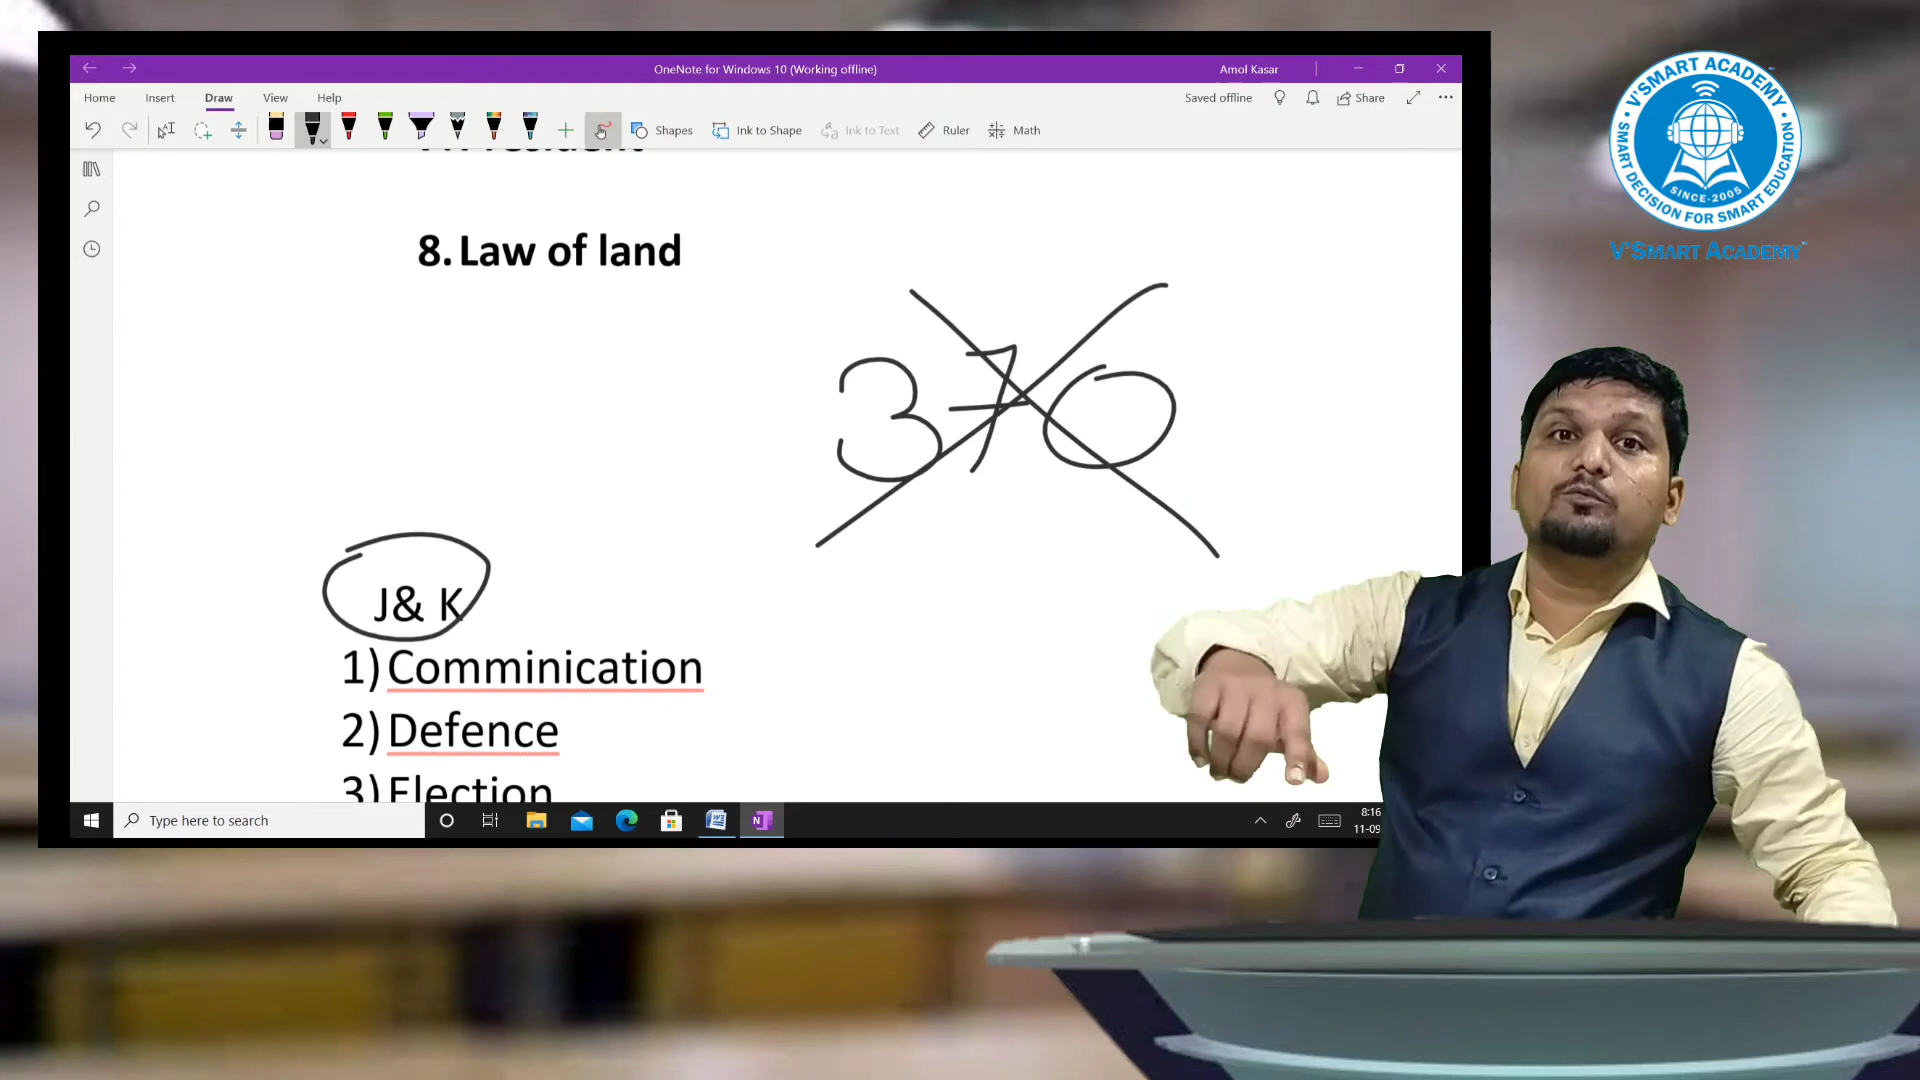 OneNote for Windows 10 (Working offline)
Amol Kasar
Home Insert Draw View Help
Saved offline
Share
Shapes Ink to Shape Ink to Text Ruler Math
8. Law of land
370
J& K
1) Comminication
2) Defence
3) Election
Type here to search
8:16
11-09
V'SMART ACADEMY
SMART DECISION FOR SMART EDUCATION
SINCE-2005
V'SMART ACADEMY